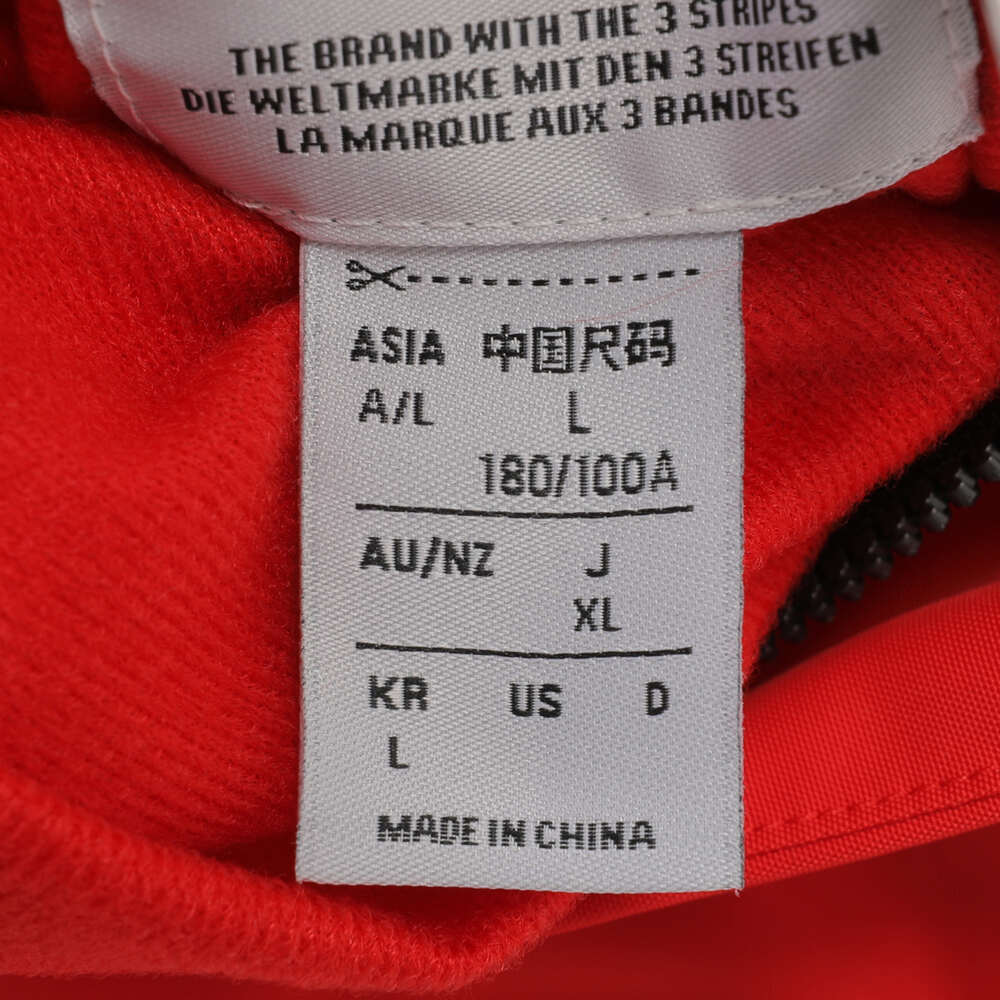 THE BRAND WITH THE 3 STRIPES
DIE WELTMARKE MIT DEN 3 STREIFEN
LA MARQUE AUX 3 BANDES
ASIA 中国尺码
A/L L
180/100A
AU/NZ J
XL
KR US D
L
MADE IN CHINA